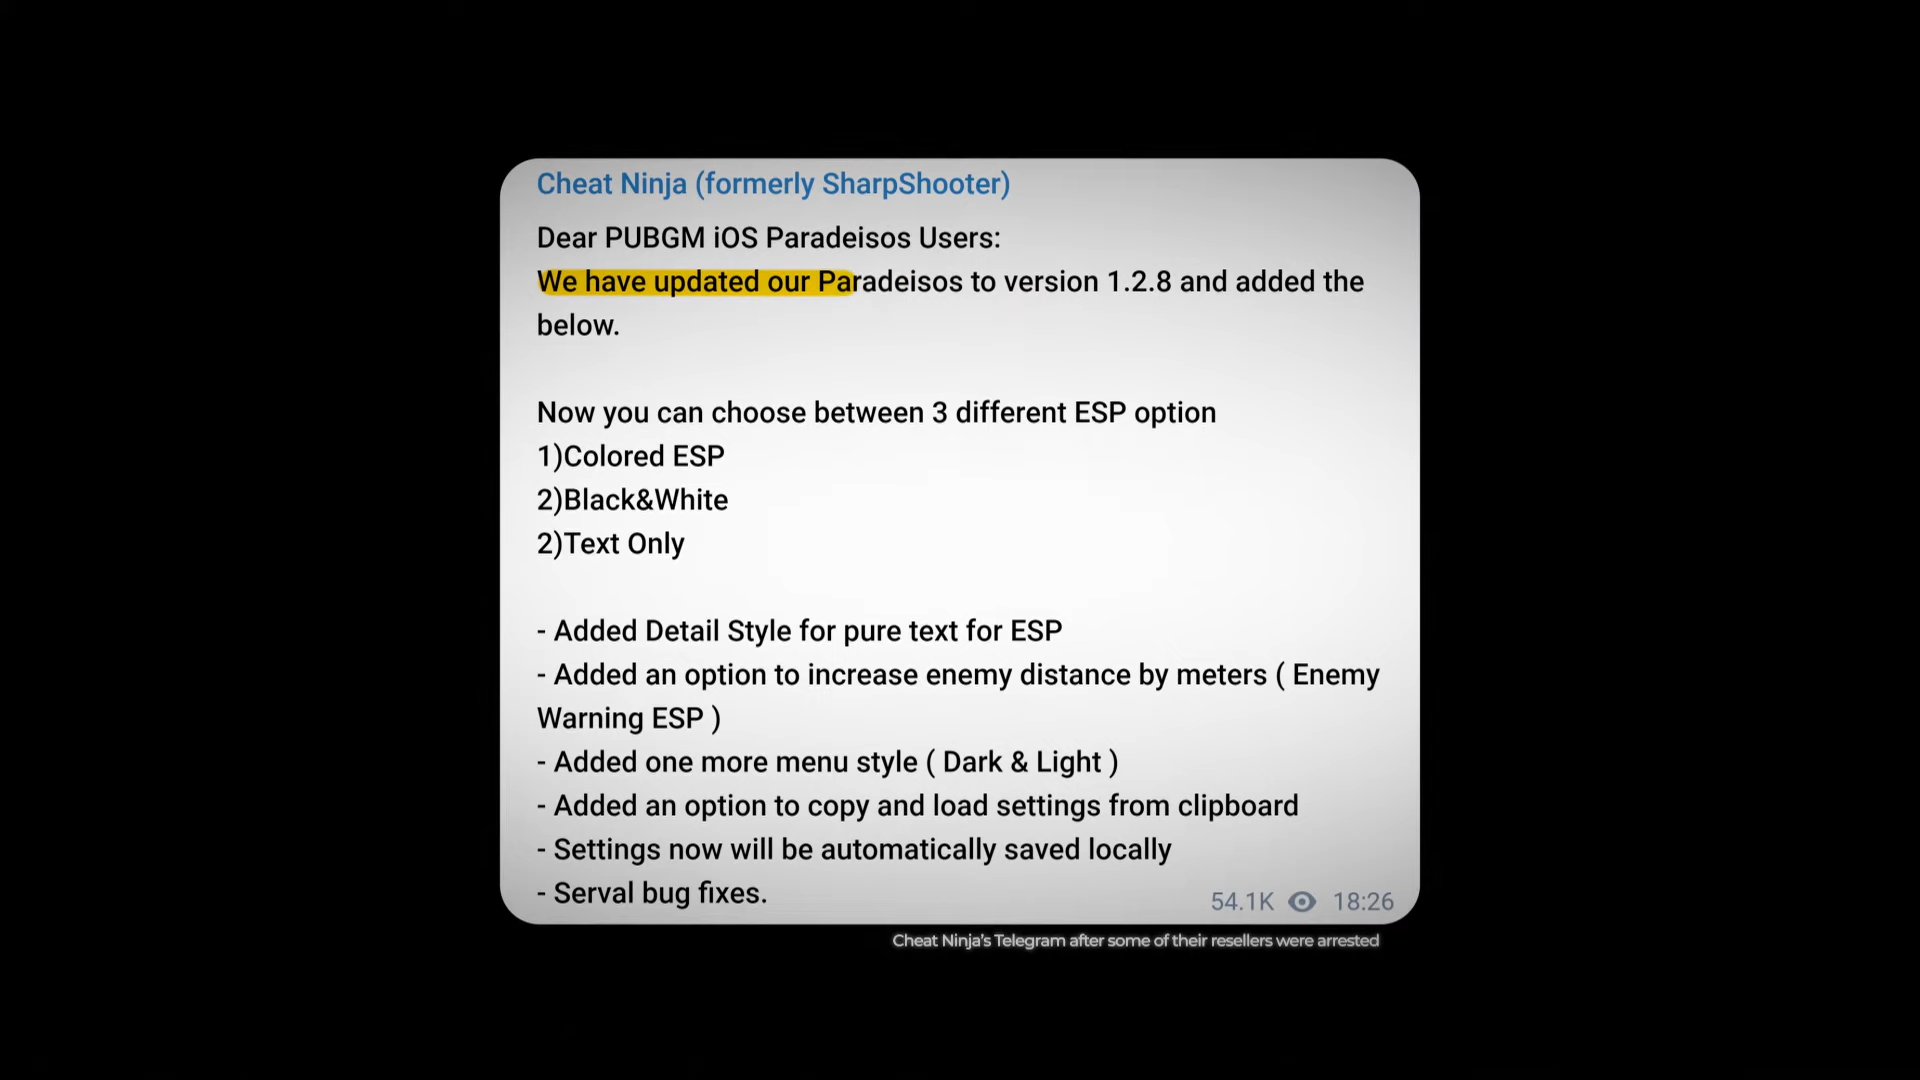 Cheat Ninja (formerly SharpShooter)
Dear PUBGM iOS Paradeisos Users:
We have updated our Paradeisos to version 1.2.8 and added the
below.
Now you can choose between 3 different ESP option
1)Colored ESP
2)Black&White
2)Text Only
- Added Detail Style for pure text for ESP
- Added an option to increase enemy distance by meters ( Enemy
Warning ESP )
- Added one more menu style ( Dark & Light )
- Added an option to copy and load settings from clipboard
- Settings now will be automatically saved locally
- Serval bug fixes.
54.1K 18:26
Cheat Ninja's Telegram after some of their resellers were arrested